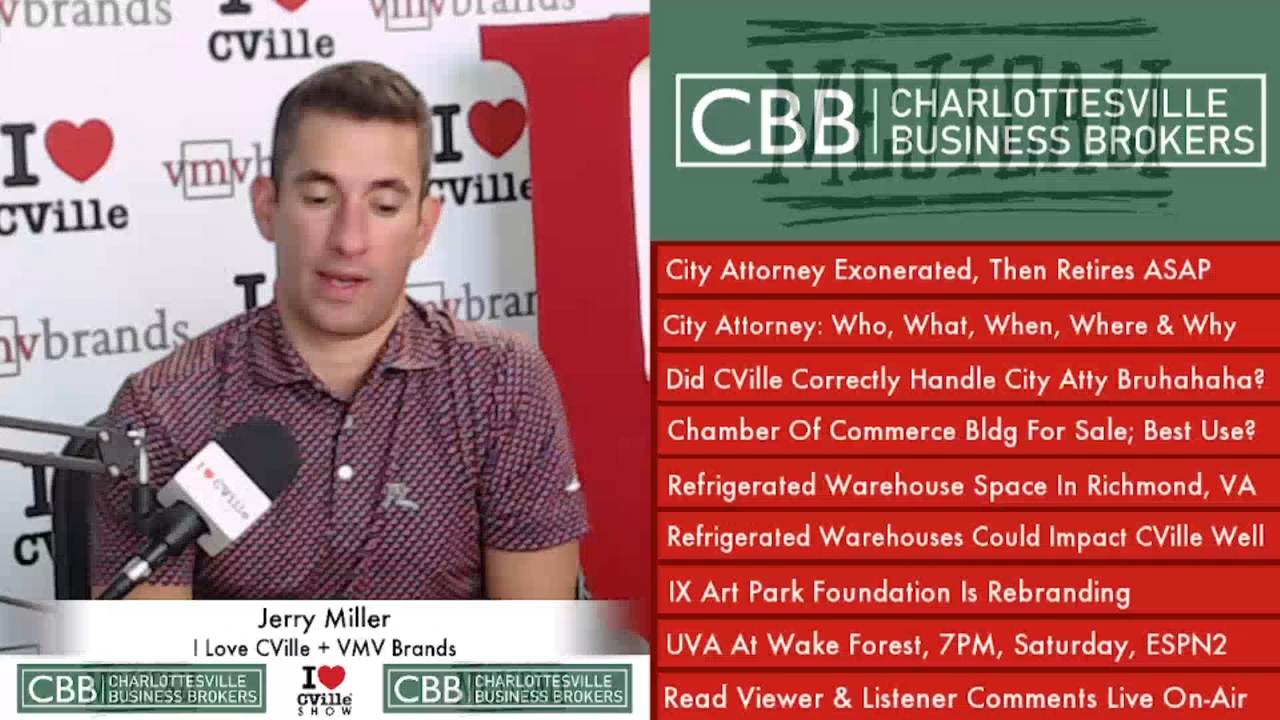 vbrands
I ♥
CVille
vmvbrands
I ♥
CVille
vmvb
I ♥
CVille
mvbrands
I ♥ CVille
Jerry Miller
I Love CVille + VMV Brands
CBB | CHARLOTTESVILLE
BUSINESS BROKERS
I ♥
CVille
SHOW
CBB | CHARLOTTESVILLE
BUSINESS BROKERS
CBB | CHARLOTTESVILLE
BUSINESS BROKERS
City Attorney Exonerated, Then Retires ASAP
City Attorney: Who, What, When, Where & Why
Did CVille Correctly Handle City Atty Bruhahaha?
Chamber Of Commerce Bldg For Sale; Best Use?
Refrigerated Warehouse Space In Richmond, VA
Refrigerated Warehouses Could Impact CVille Well
IX Art Park Foundation Is Rebranding
UVA At Wake Forest, 7PM, Saturday, ESPN2
Read Viewer & Listener Comments Live On-Air